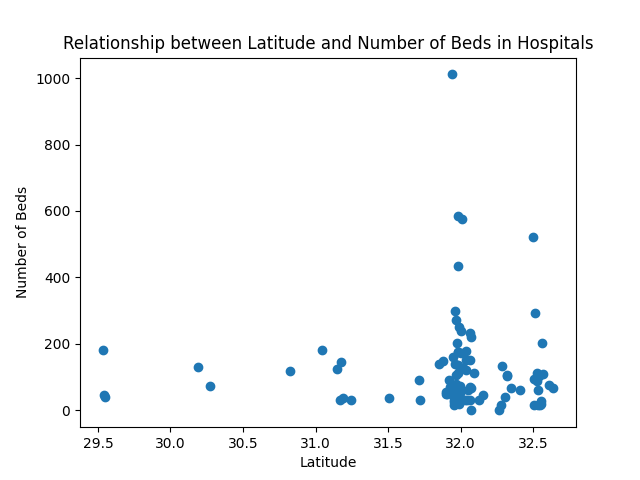 Relationship between Latitude and Number of Beds in Hospitals
1000
800
600
400
200
0
Number of Beds
29.5 30.0 30.5 31.0 31.5 32.0 32.5
Latitude